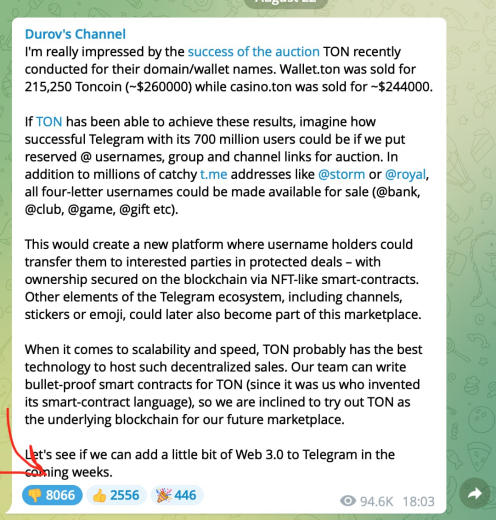 August 22
Durov's Channel
I'm really impressed by the success of the auction TON recently
conducted for their domain/wallet names. Wallet.ton was sold for
215,250 Toncoin (~$260000) while casino.ton was sold for ~$244000.
If TON has been able to achieve these results, imagine how
successful Telegram with its 700 million users could be if we put
reserved @ usernames, group and channel links for auction. In
addition to millions of catchy t.me addresses like @storm or @royal,
all four-letter usernames could be made available for sale (@bank,
@club, @game, @gift etc).
This would create a new platform where username holders could
transfer them to interested parties in protected deals – with
ownership secured on the blockchain via NFT-like smart-contracts.
Other elements of the Telegram ecosystem, including channels,
stickers or emoji, could later also become part of this marketplace.
When it comes to scalability and speed, TON probably has the best
technology to host such decentralized sales. Our team can write
bullet-proof smart contracts for TON (since it was us who invented
its smart-contract language), so we are inclined to try out TON as
the underlying blockchain for our future marketplace.
Let's see if we can add a little bit of Web 3.0 to Telegram in the
coming weeks.
👎 8066 👍 2556 🎉 446 94.6K 18:03